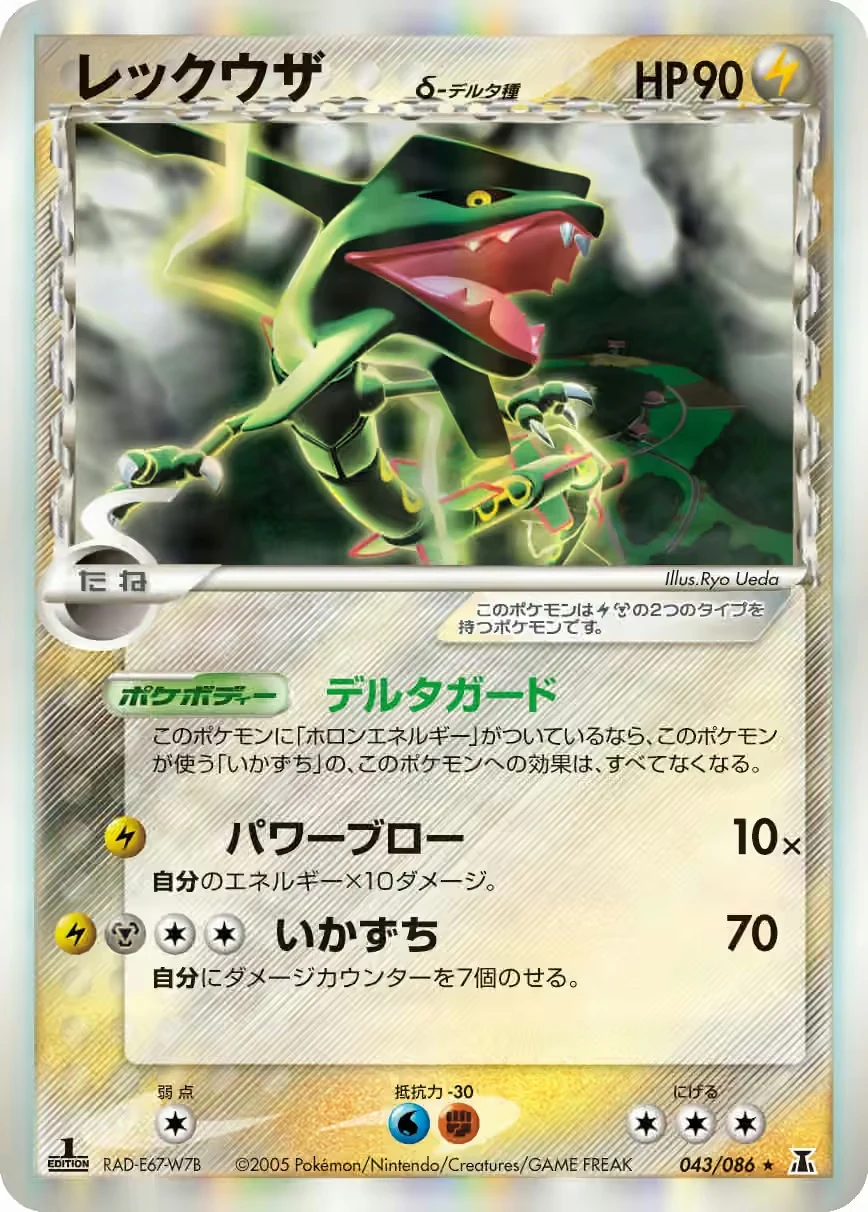 レックウザ δ-デルタ種 HP90
たね
Illus.Ryo Ueda
このポケモンは の2つのタイプを
持つポケモンです。
ポケボディー デルタガード
このポケモンに「ホロンエネルギー」がついているなら、このポケモン
が使う「いかずち」の、このポケモンへの効果は、すべてなくなる。
パワーブロー 10×
自分のエネルギー×10ダメージ。
いかずち 70
自分にダメージカウンターを7個のせる。
弱点 抵抗力 -30 にげる
1 EDITION RAD-E67-W7B ©2005 Pokémon/Nintendo/Creatures/GAME FREAK 043/086 ★